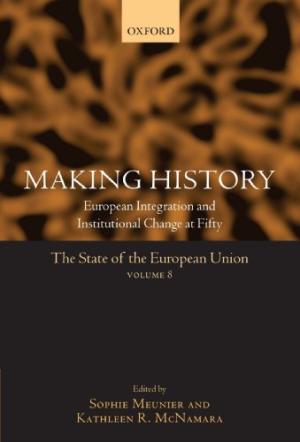 OXFORD
MAKING HISTORY
European Integration and
Institutional Change at Fifty
The State of the European Union
VOLUME 8
Edited by
SOPHIE MEUNIER AND
KATHLEEN R. MCNAMARA